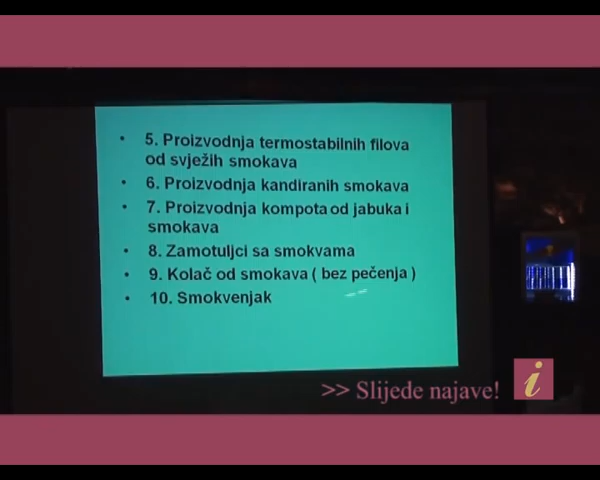 • 5. Proizvodnja termostabilnih filova
od svježih smokava
• 6. Proizvodnja kandiranih smokava
• 7. Proizvodnja kompota od jabuka i
smokava
• 8. Zamotuljci sa smokvama
• 9. Kolač od smokava ( bez pečenja )
• 10. Smokvenjak
>> Slijede najave!
i